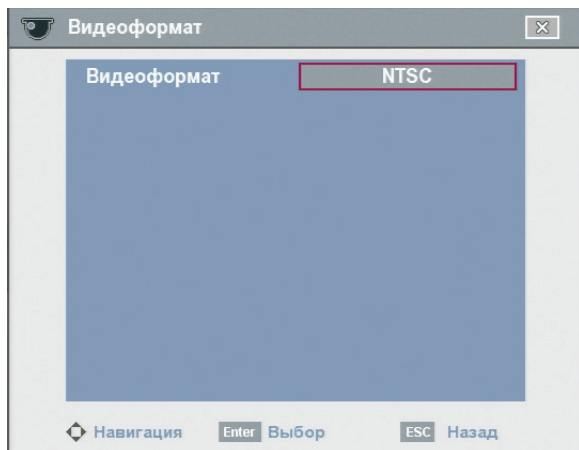 Видеоформат
Видеоформат NTSC
Навигация Enter Выбор ESC Назад